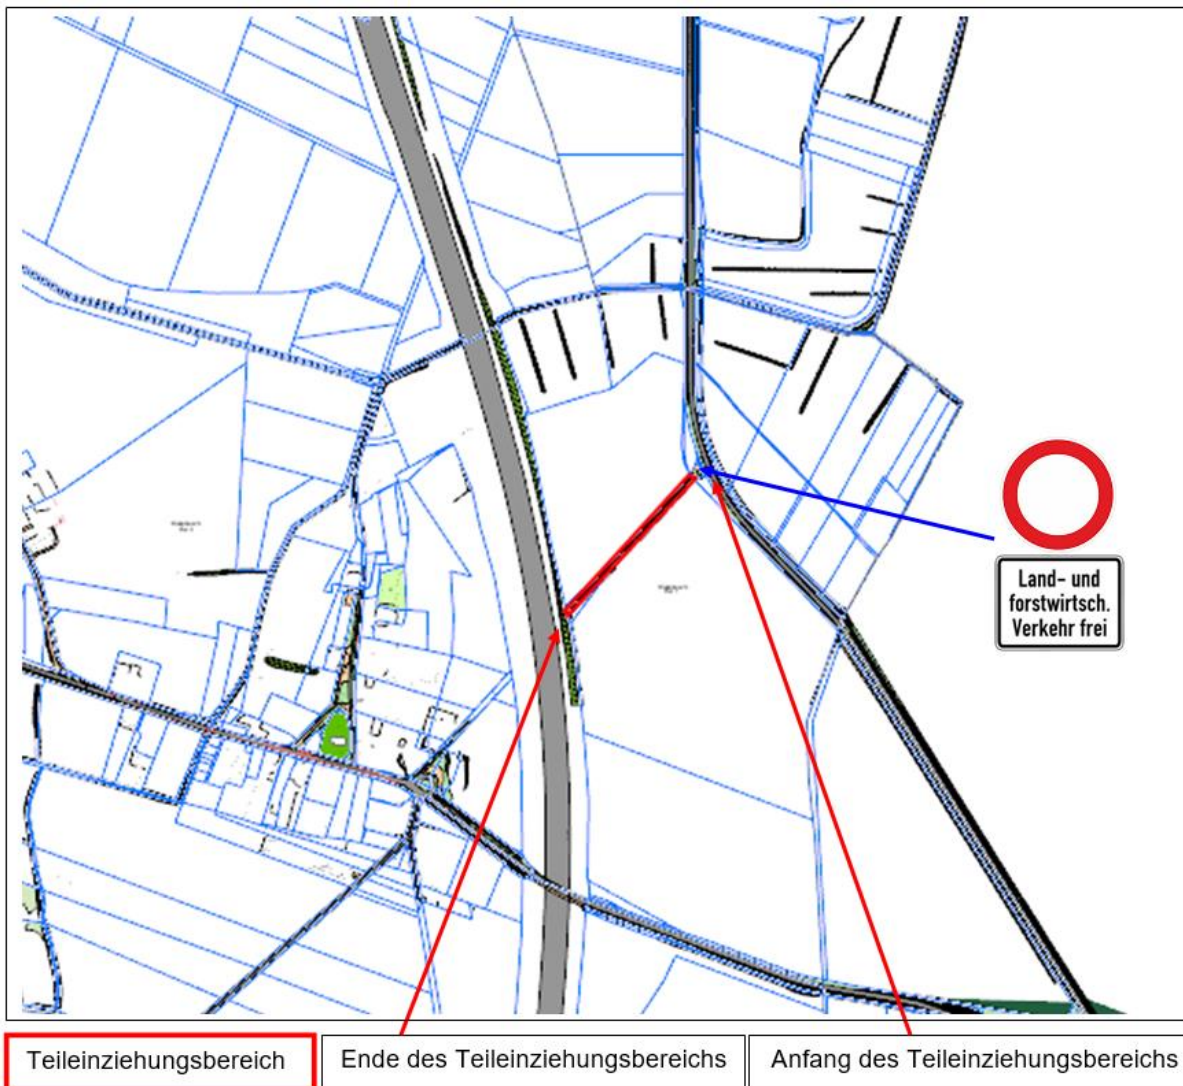 Land- und
forstwirtsch.
Verkehr frei
Teileinziehungsbereich
Ende des Teileinziehungsbereichs
Anfang des Teileinziehungsbereichs